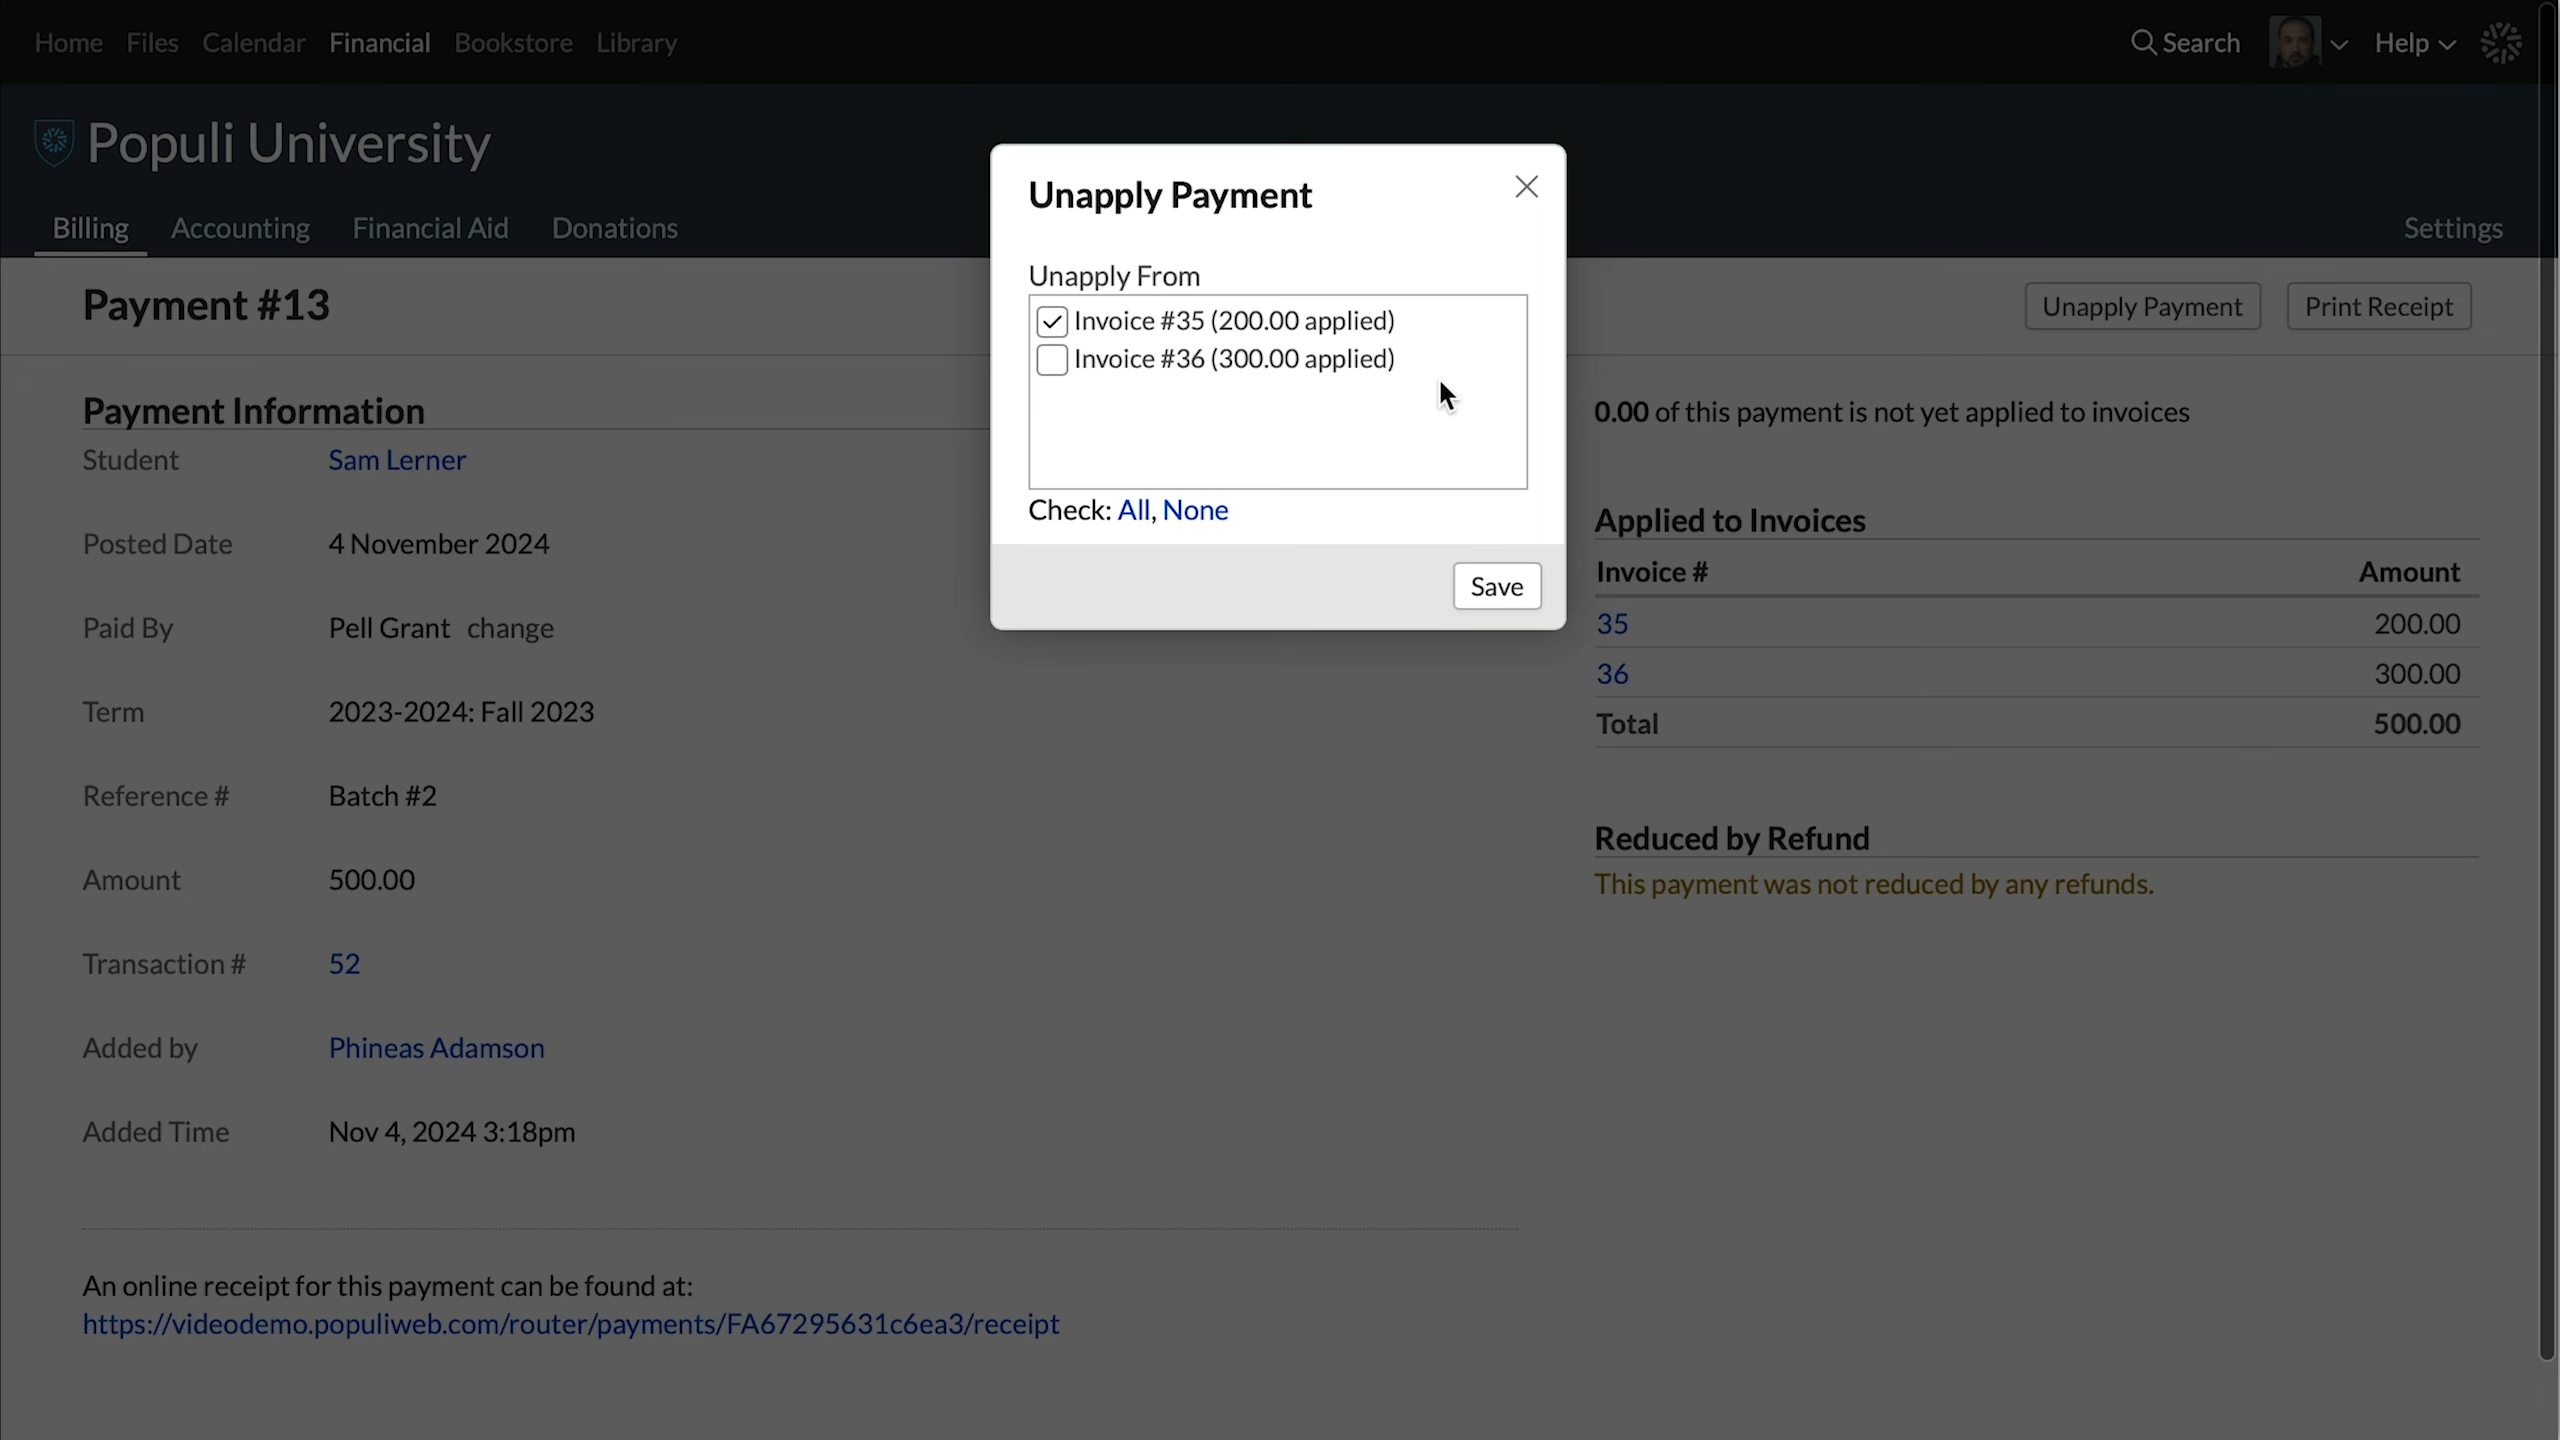 Home Files Calendar Financial Bookstore Library Search Help
Populi University
Billing Accounting Financial Aid Donations Settings
Unapply Payment
Unapply From
Invoice #35 (200.00 applied)
Invoice #36 (300.00 applied)
Check: All, None
Save
Payment #13 Unapply Payment Print Receipt
Payment Information
Student Sam Lerner
Posted Date 4 November 2024
Paid By Pell Grant change
Term 2023-2024: Fall 2023
Reference # Batch #2
Amount 500.00
Transaction # 52
Added by Phineas Adamson
Added Time Nov 4, 2024 3:18pm
An online receipt for this payment can be found at:
https://videodemo.populiweb.com/router/payments/FA67295631c6ea3/receipt
0.00 of this payment is not yet applied to invoices
Applied to Invoices
Invoice # Amount
35 200.00
36 300.00
Total 500.00
Reduced by Refund
This payment was not reduced by any refunds.